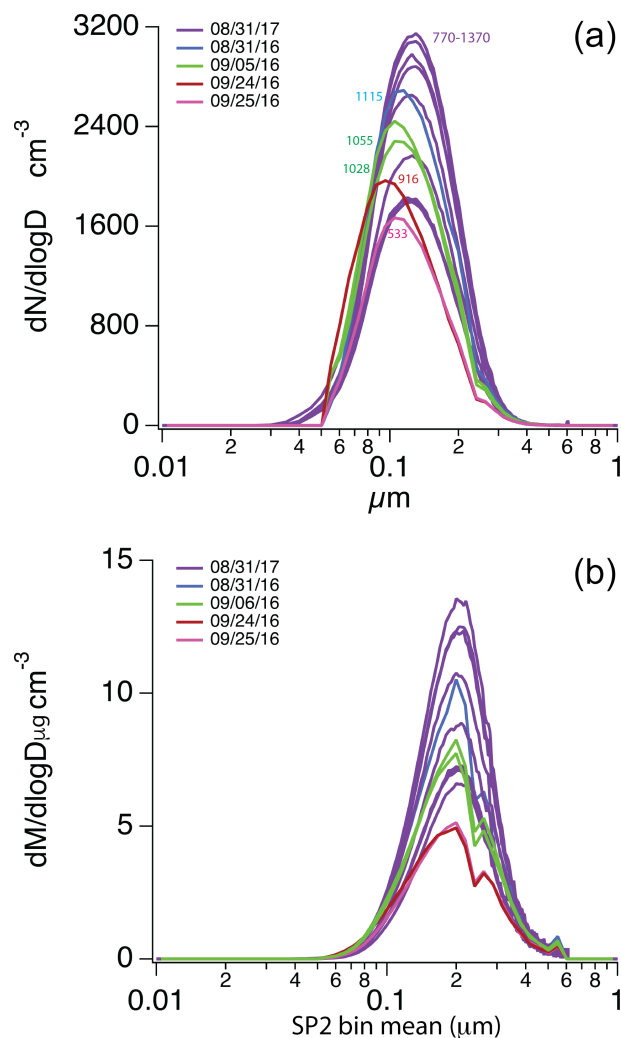 (a)
08/31/17
08/31/16
09/05/16
09/24/16
09/25/16
770-1370
1115
1055
1028
916
533
3200
2400
1600
800
0
dN/dlogD cm-3
2 4 6 8 2 4 6 8
0.01 0.1 1
µm
(b)
08/31/17
08/31/16
09/06/16
09/24/16
09/25/16
15
10
5
0
dM/dlogDµg cm-3
2 4 6 8 2 4 6 8
0.01 0.1 1
SP2 bin mean (µm)